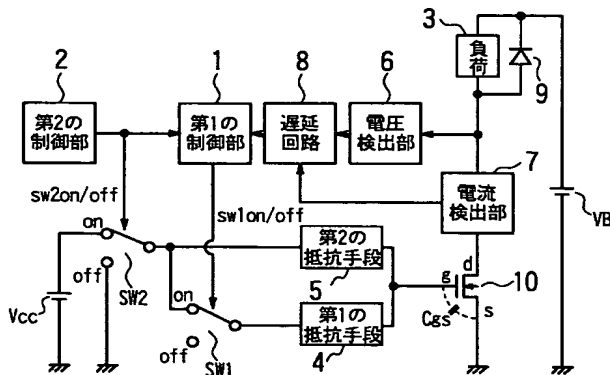 3
負
荷
9
2
1
8
6
第2の
制御部
第1の
制御部
遅延
回路
電圧
検出部
7
電流
検出部
VB
sw2on/off
sw1on/off
on
off
SW2
Vcc
on
off
SW1
第2の
抵抗手段
5
第1の
抵抗手段
4
d
g
s
10
Cgs